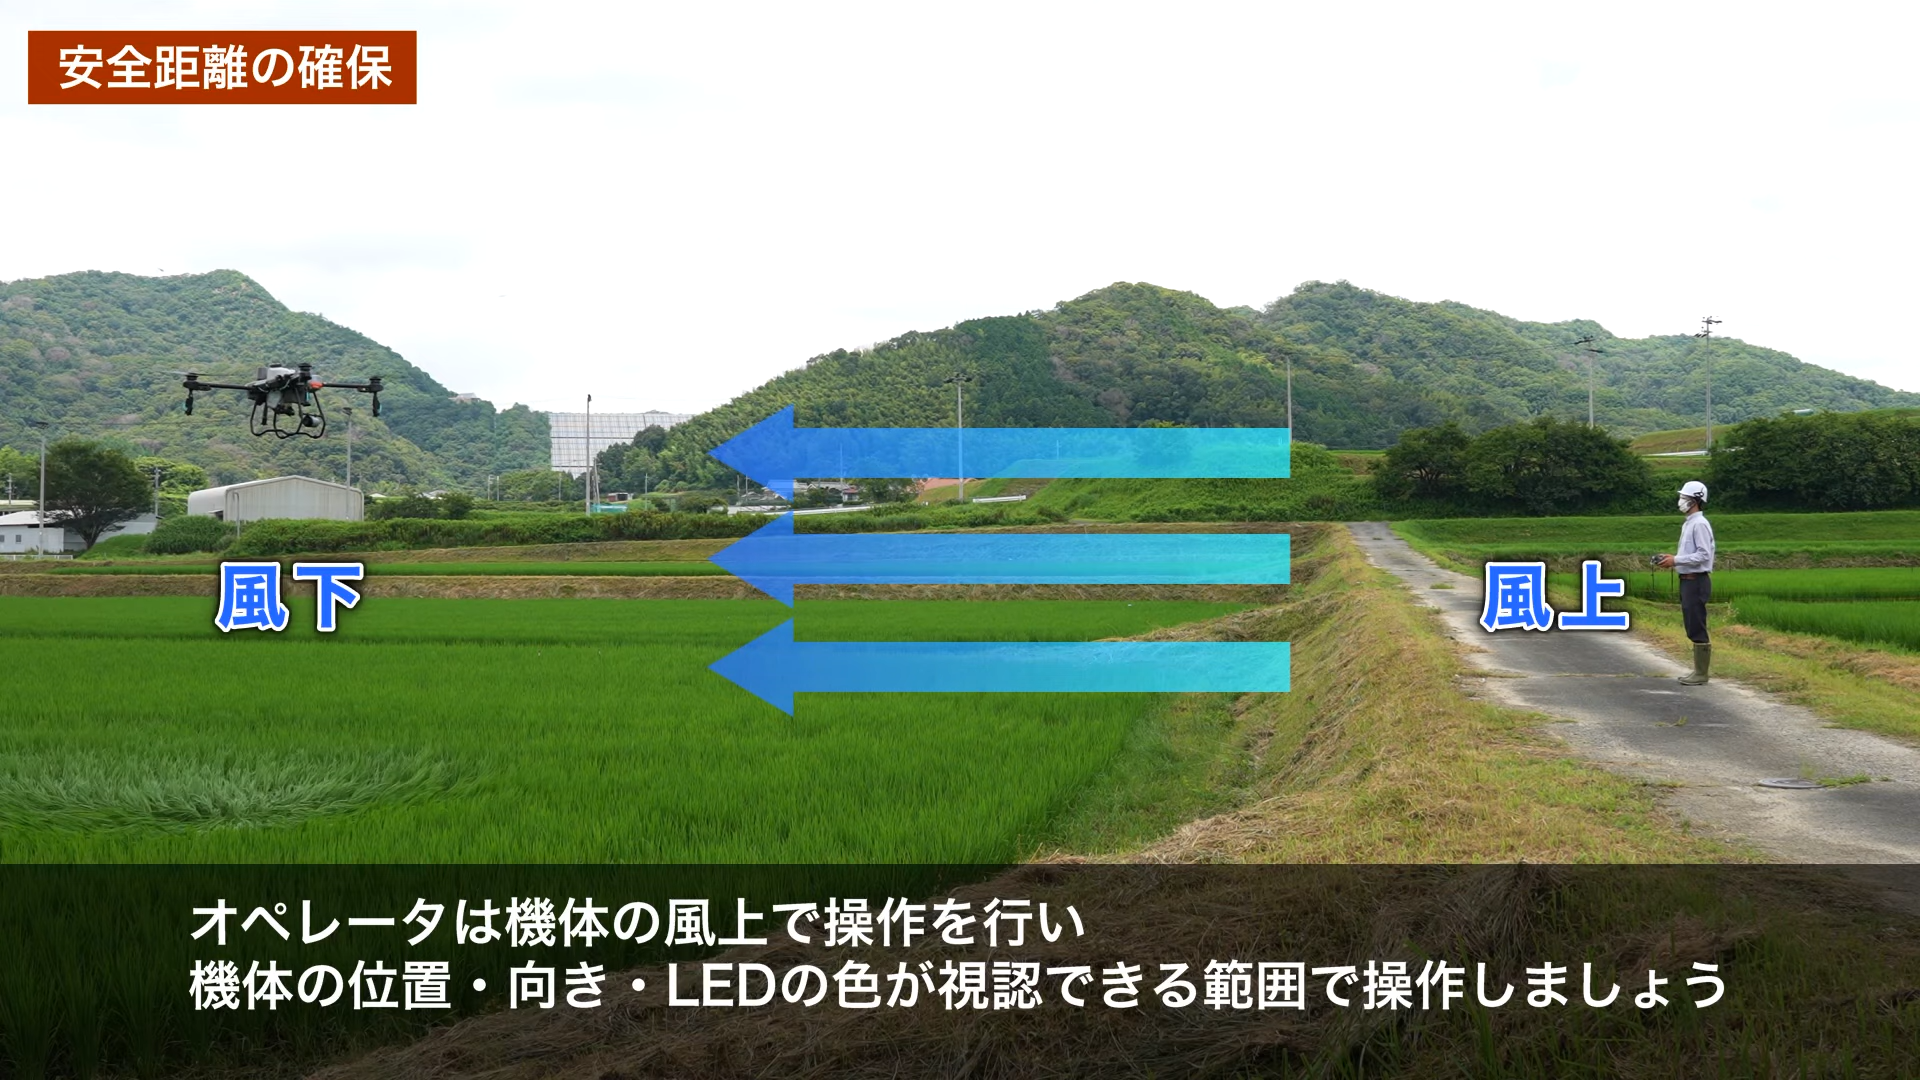 安全距離の確保
風下
風上
オペレータは機体の風上で操作を行い
機体の位置・向き・LEDの色が視認できる範囲で操作しましょう